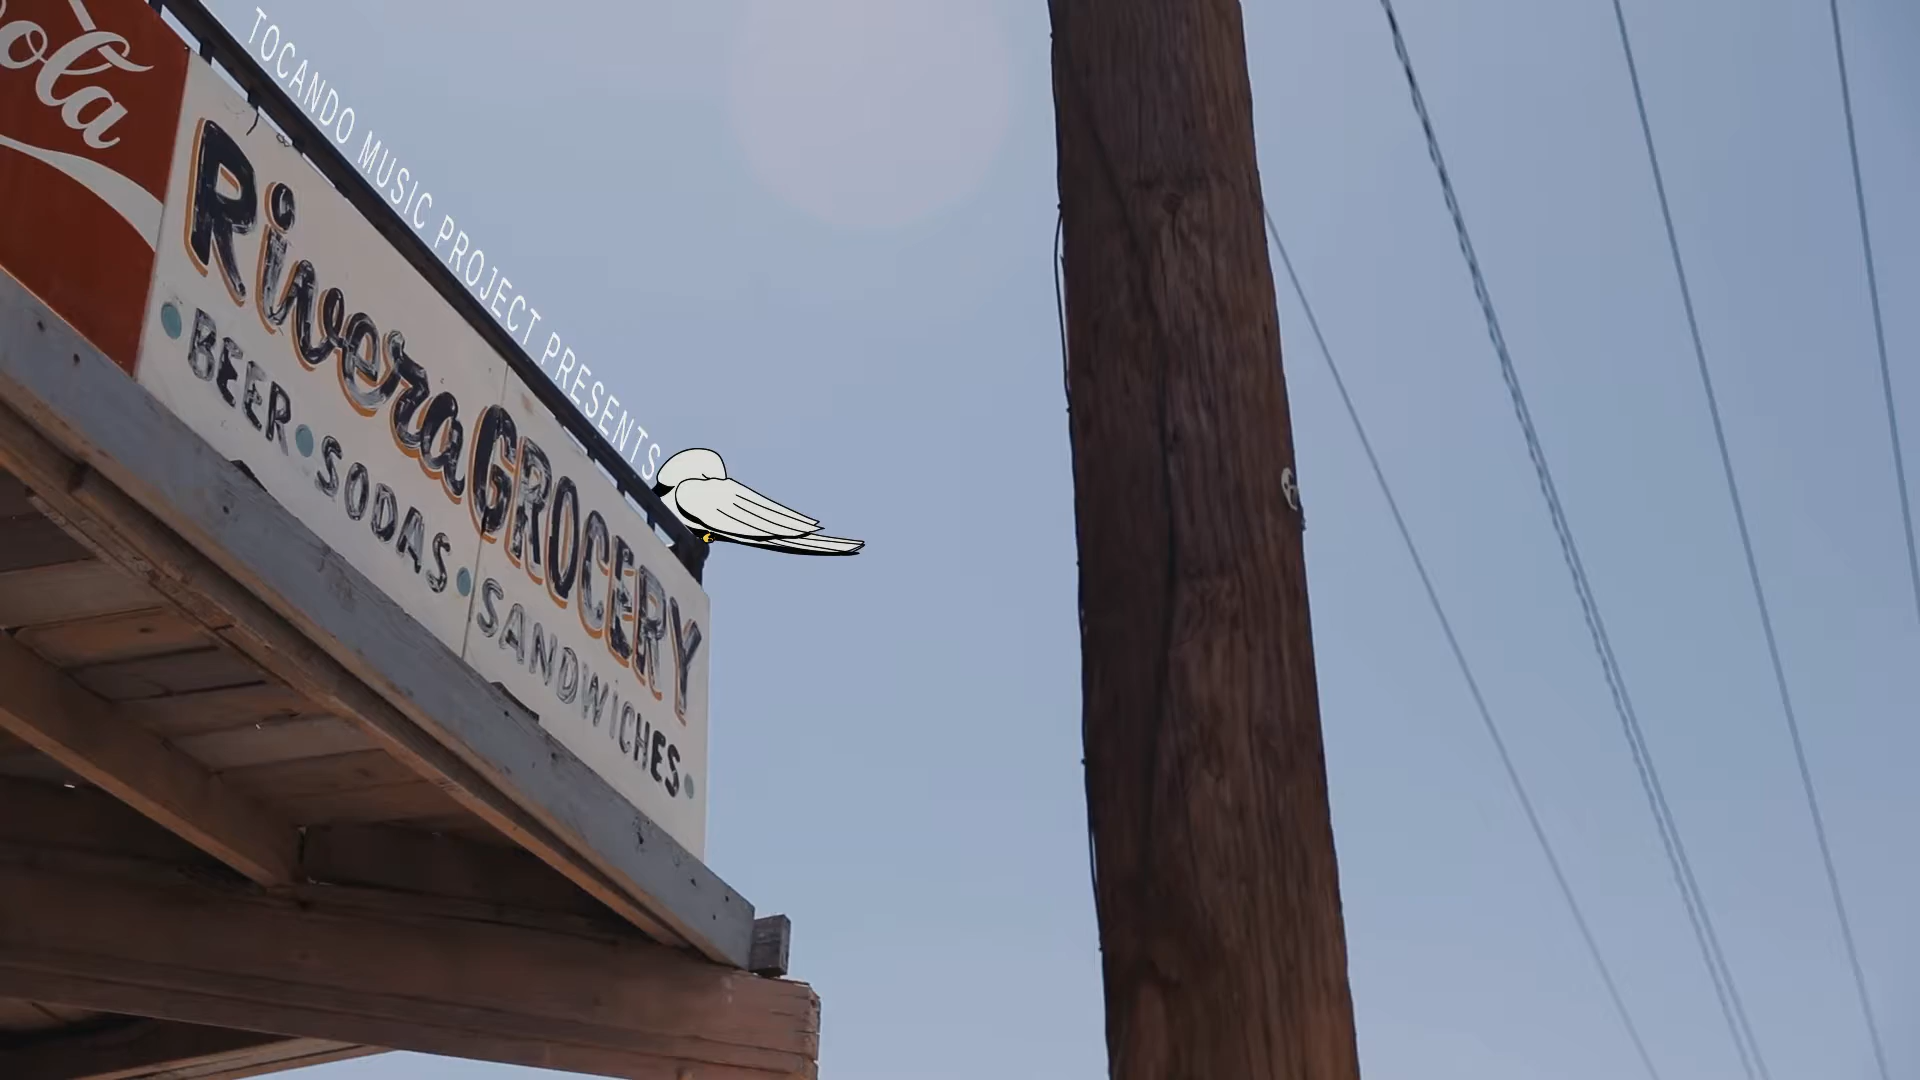 TOCANDO MUSIC PROJECT PRESENTS
ola
Rivera GROCERY
• BEER • SODAS • SANDWICHES •